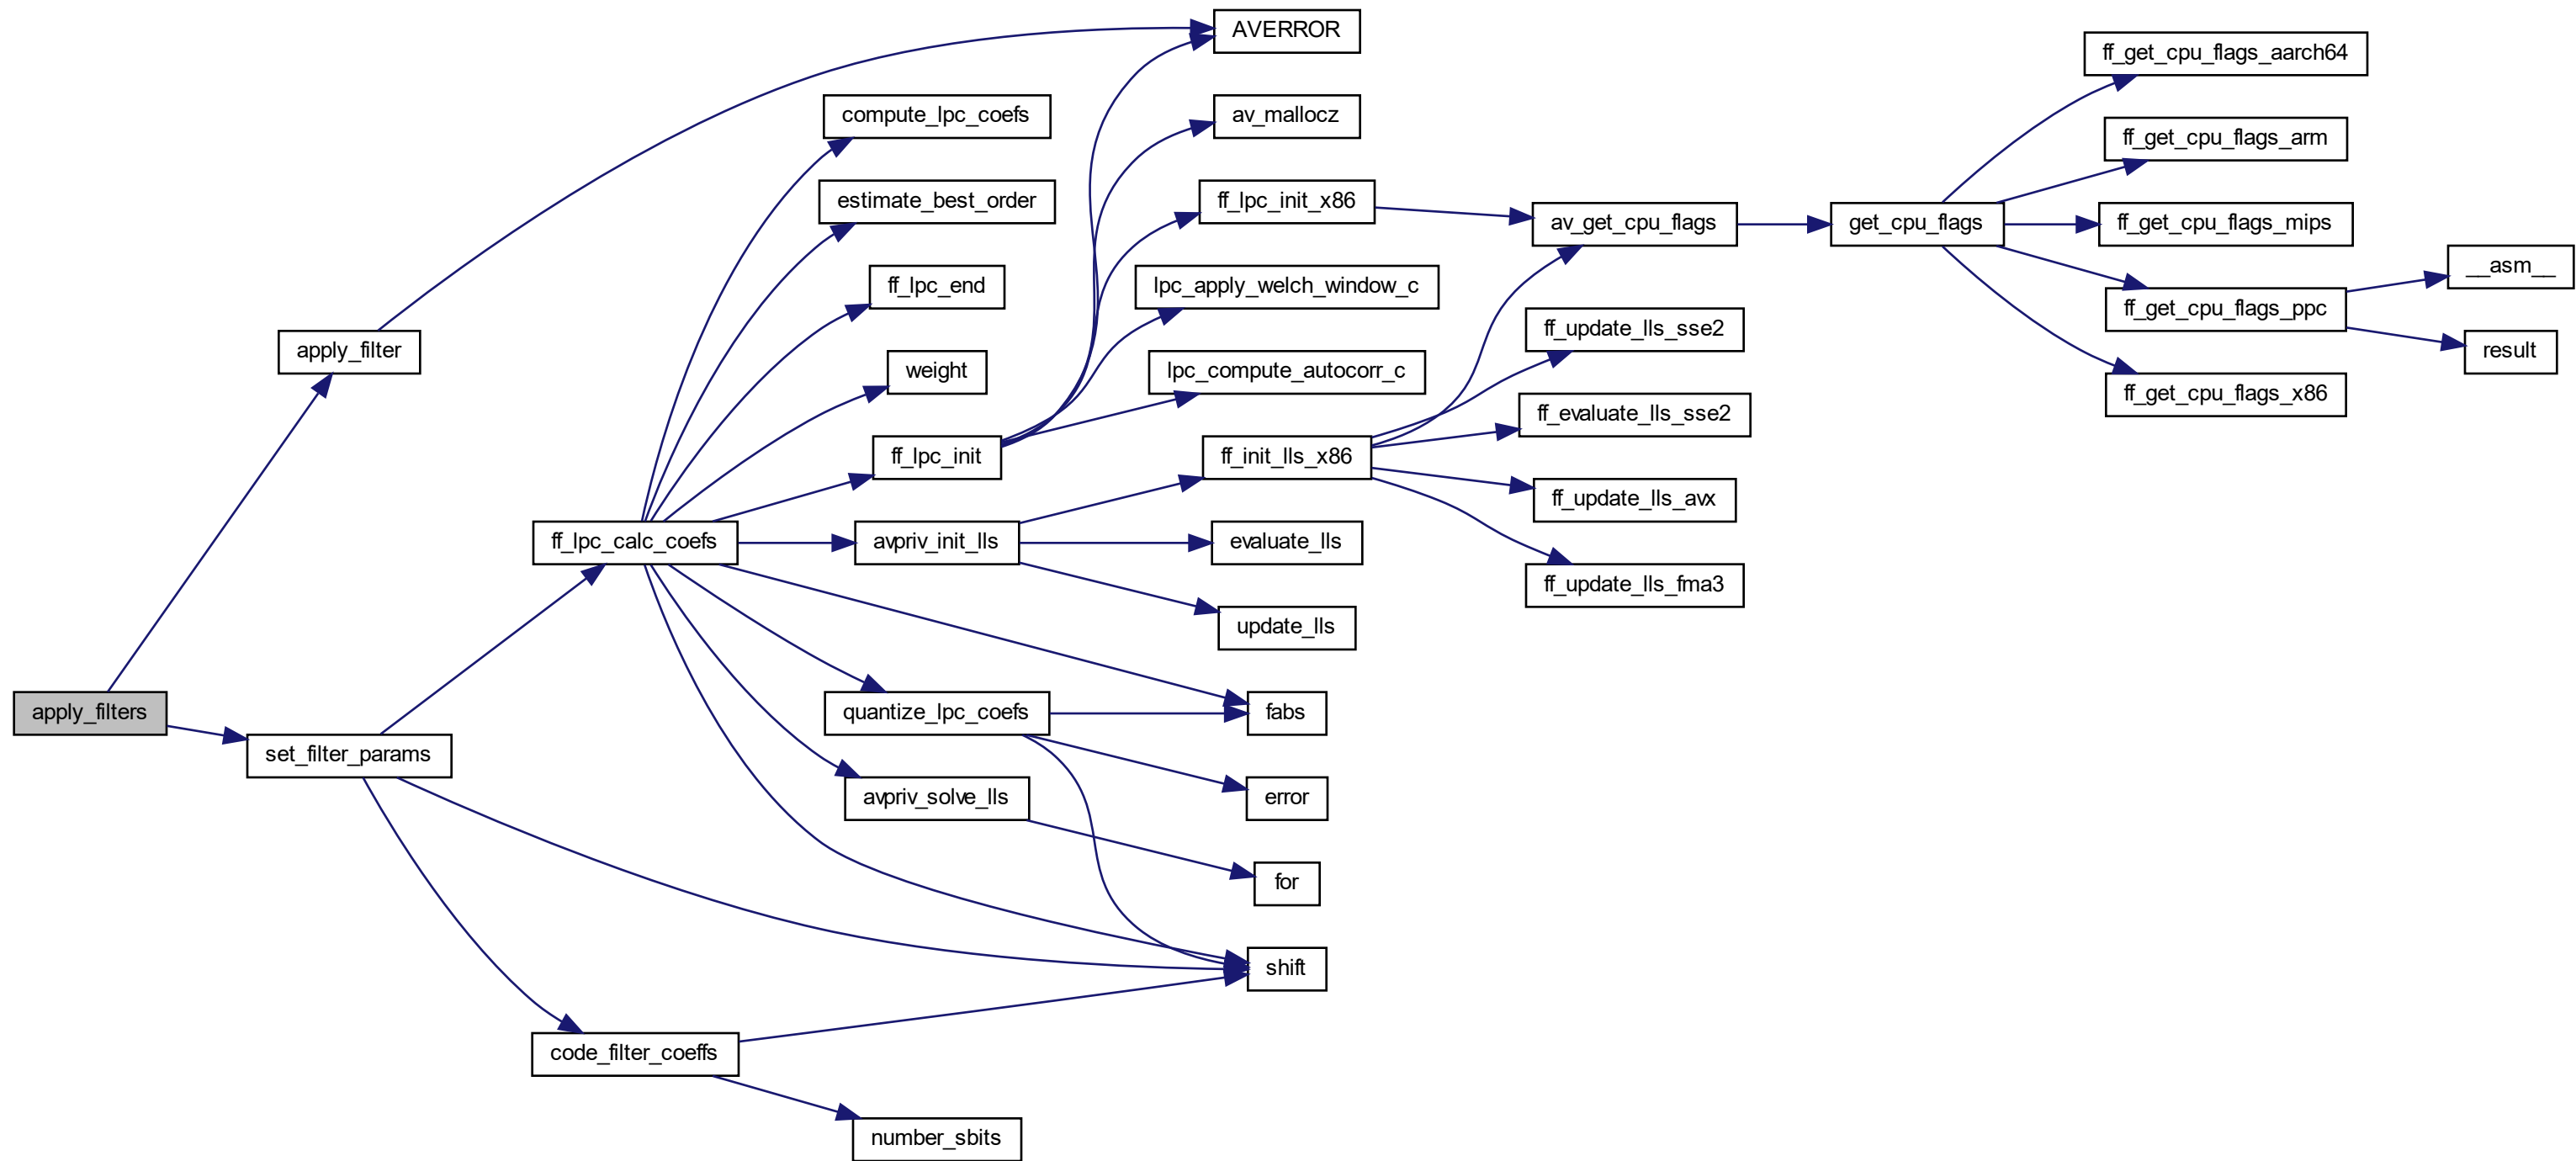 AVERROR
ff_get_cpu_flags_aarch64
compute_lpc_coefs
av_mallocz
ff_get_cpu_flags_arm
estimate_best_order
ff_lpc_init_x86
av_get_cpu_flags
get_cpu_flags
ff_get_cpu_flags_mips
__asm__
ff_lpc_end
lpc_apply_welch_window_c
ff_get_cpu_flags_ppc
ff_update_lls_sse2
apply_filter
result
weight
lpc_compute_autocorr_c
ff_get_cpu_flags_x86
ff_evaluate_lls_sse2
ff_lpc_init
ff_init_lls_x86
ff_update_lls_avx
ff_lpc_calc_coefs
avpriv_init_lls
evaluate_lls
ff_update_lls_fma3
update_lls
apply_filters
quantize_lpc_coefs
fabs
set_filter_params
avpriv_solve_lls
error
for
shift
code_filter_coeffs
number_sbits